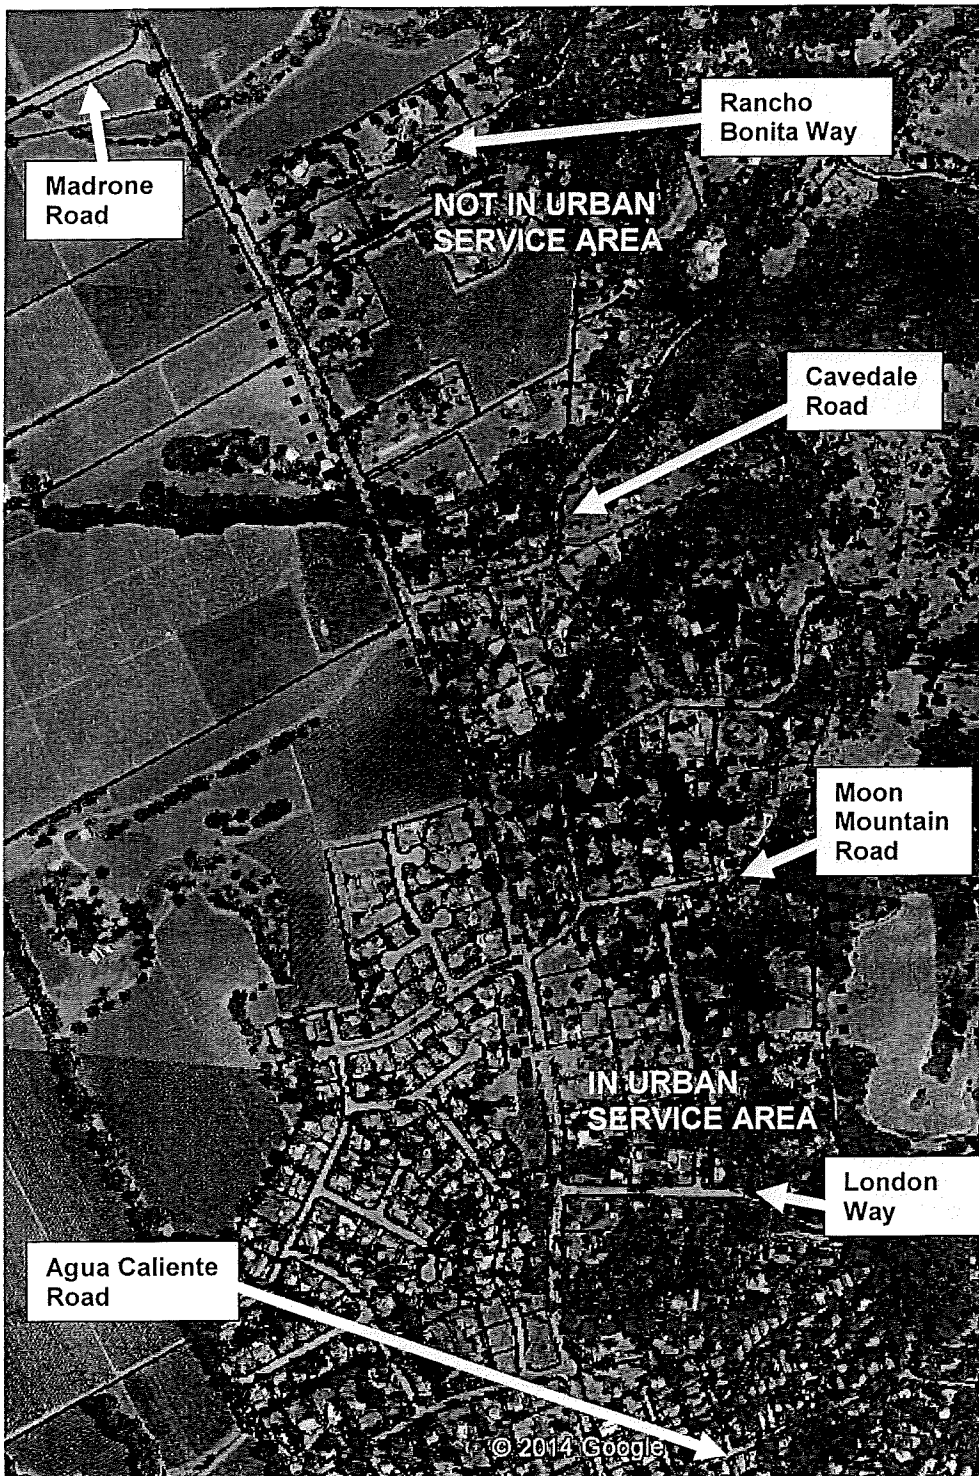 Rancho
Bonita Way
Madrone
Road
NOT IN URBAN
SERVICE AREA
Cavedale
Road
Moon
Mountain
Road
IN URBAN
SERVICE AREA
London
Way
Agua Caliente
Road
© 2014 Google